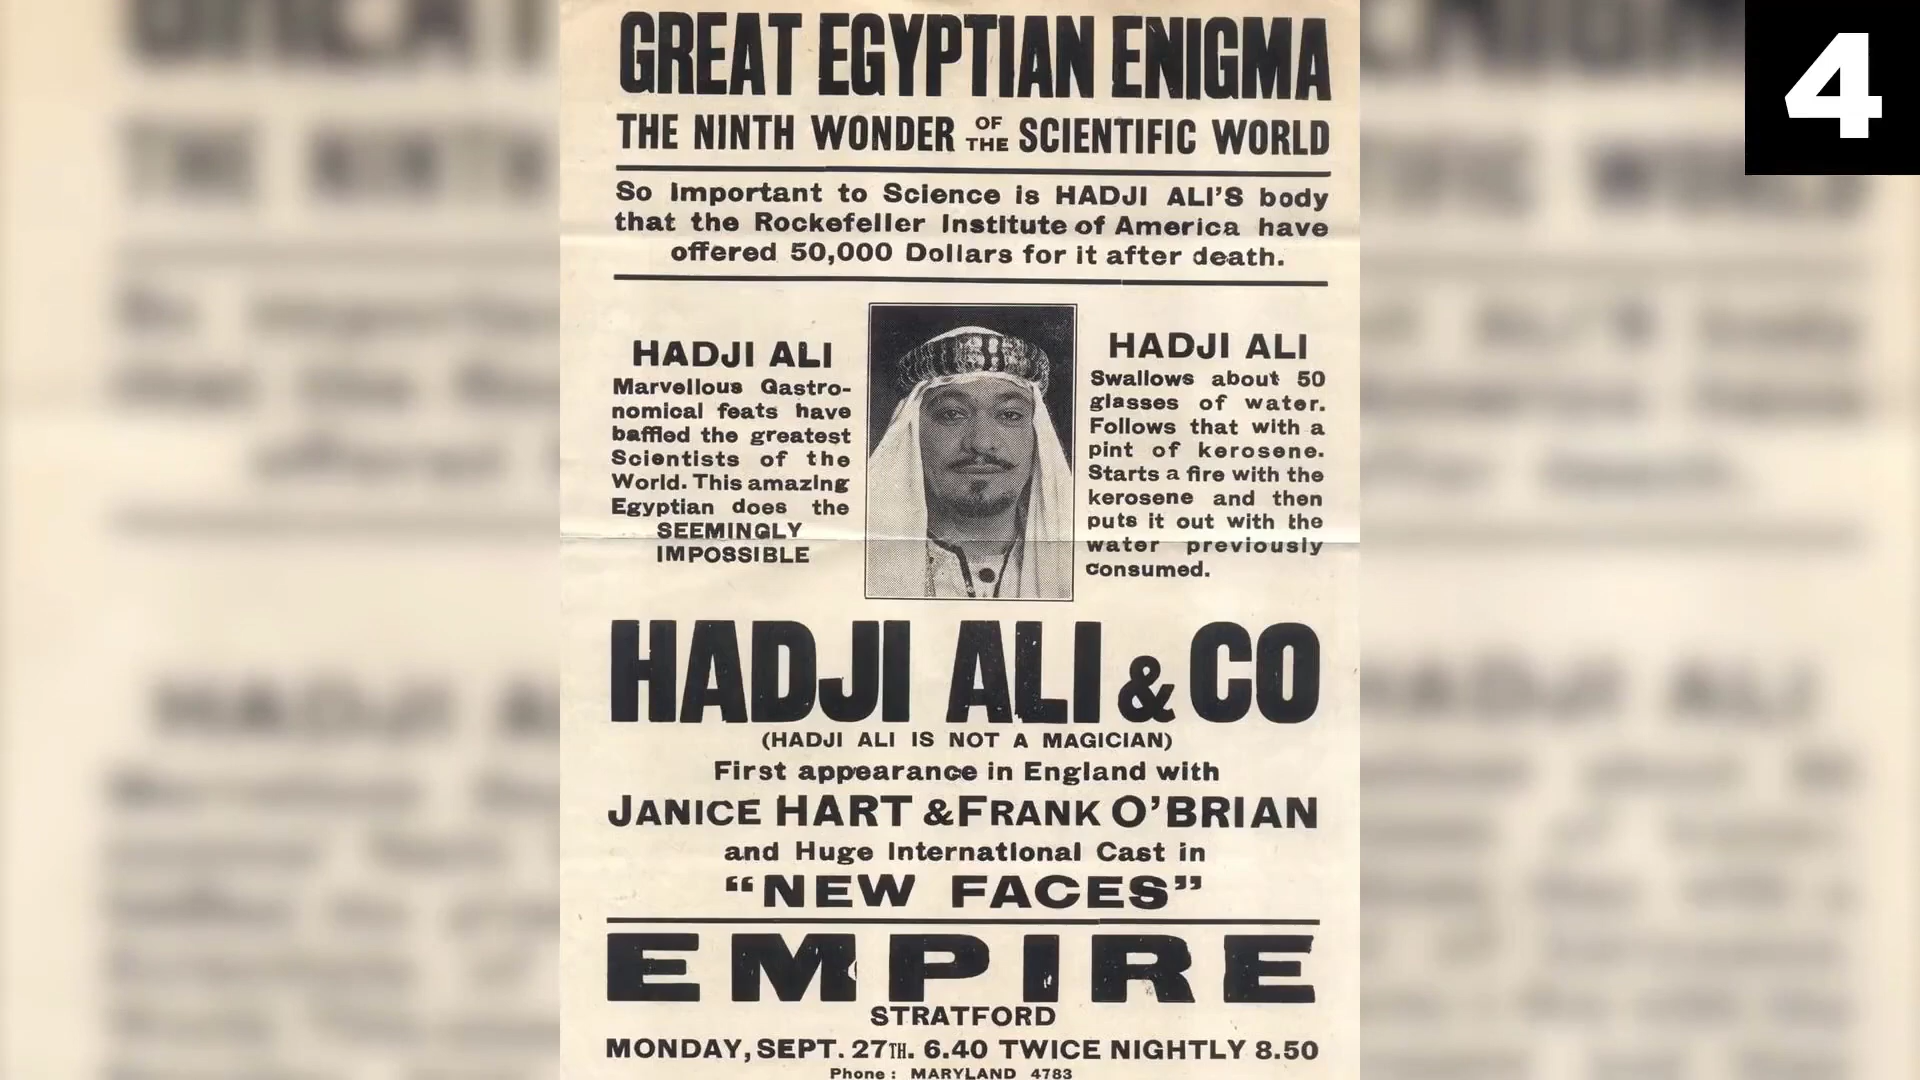 GREAT EGYPTIAN ENIGMA
THE NINTH WONDER OF THE SCIENTIFIC WORLD
So Important to Science is HADJI ALI'S body
that the Rockefeller Institute of America have
offered 50,000 Dollars for it after death.
HADJI ALI
Marvellous Gastro-
nomical feats have
baffled the greatest
Scientists of the
World. This amazing
Egyptian does the
SEEMINGLY
IMPOSSIBLE
HADJI ALI
Swallows about 50
glasses of water.
Follows that with a
pint of kerosene.
Starts a fire with the
kerosene and then
puts it out with the
water previously
consumed.
HADJI ALI & CO
(HADJI ALI IS NOT A MAGICIAN)
First appearance in England with
JANICE HART & FRANK O'BRIAN
and Huge International Cast in
"NEW FACES"
EMPIRE
STRATFORD
MONDAY, SEPT. 27TH. 6.40 TWICE NIGHTLY 8.50
Phone: MARYLAND 4783
4